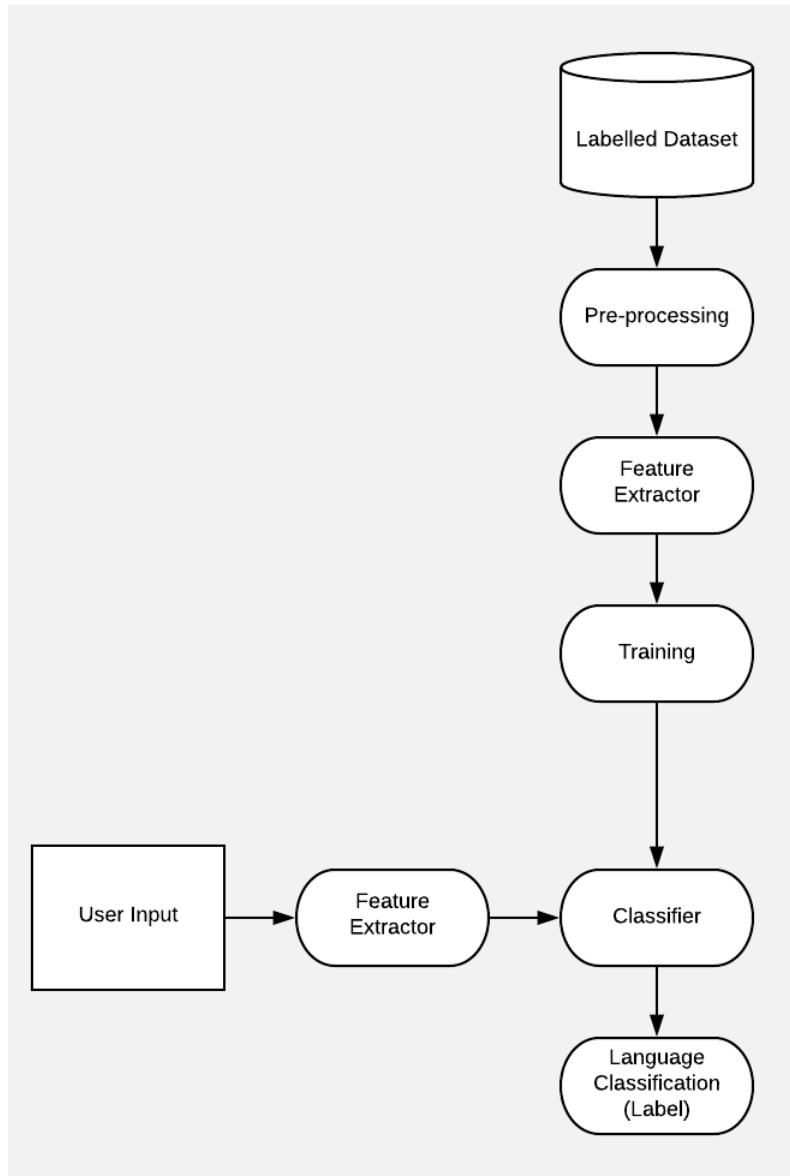 Labelled Dataset
Pre-processing
Feature
Extractor
Training
User Input
Feature
Extractor
Classifier
Language
Classification
(Label)